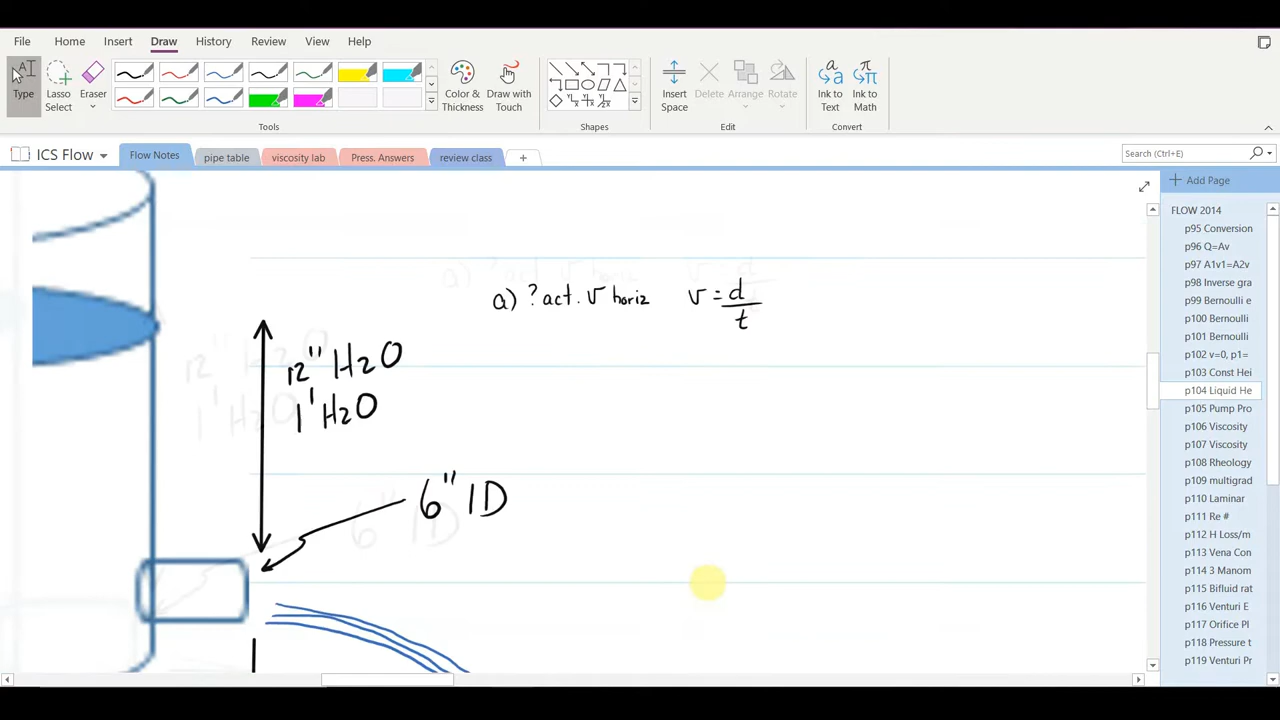 File Home Insert Draw History Review View Help
Type Lasso Select Eraser
Color & Thickness Draw with Touch
Insert Space Delete Arrange Rotate
Ink to Text Ink to Math
Tools Shapes Edit Convert
ICS Flow Flow Notes pipe table viscosity lab Press. Answers review class + Search (Ctrl+E)
Add Page
FLOW 2014
p95 Conversion
p96 Q=Av
p97 A1v1=A2v
p98 Inverse gra
p99 Bernoulli e
p100 Bernoulli
p101 Bernoulli
p102 v=0, p1=
p103 Const Hei
p104 Liquid He
p105 Pump Pro
p106 Viscosity
p107 Viscosity
p108 Rheology
p109 multigrad
p110 Laminar
p111 Re #
p112 H Loss/m
p113 Vena Con
p114 3 Manom
p115 Bifluid rat
p116 Venturi E
p117 Orifice Pl
p118 Pressure t
p119 Venturi Pr
a) ? act. v horiz v = d/t
12" H2O
1' H2O
6" ID